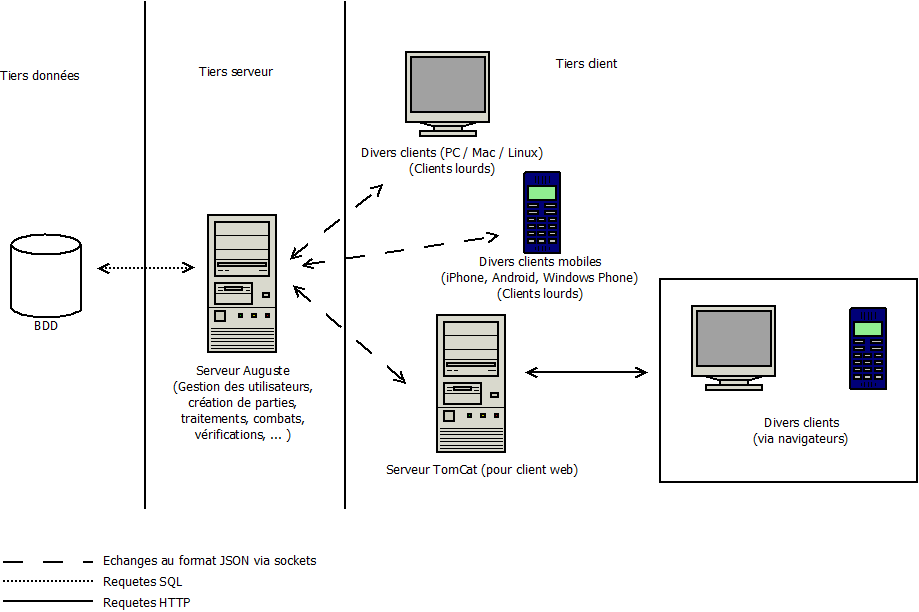 Tiers données
Tiers serveur
Tiers client
Divers clients (PC / Mac / Linux)
(Clients lourds)
Divers clients mobiles
(iPhone, Android, Windows Phone)
(Clients lourds)
BDD
Serveur Auguste
(Gestion des utilisateurs,
création de parties,
traitements, combats,
vérifications, ... )
Serveur TomCat (pour client web)
Divers clients
(via navigateurs)
Echanges au format JSON via sockets
Requetes SQL
Requetes HTTP